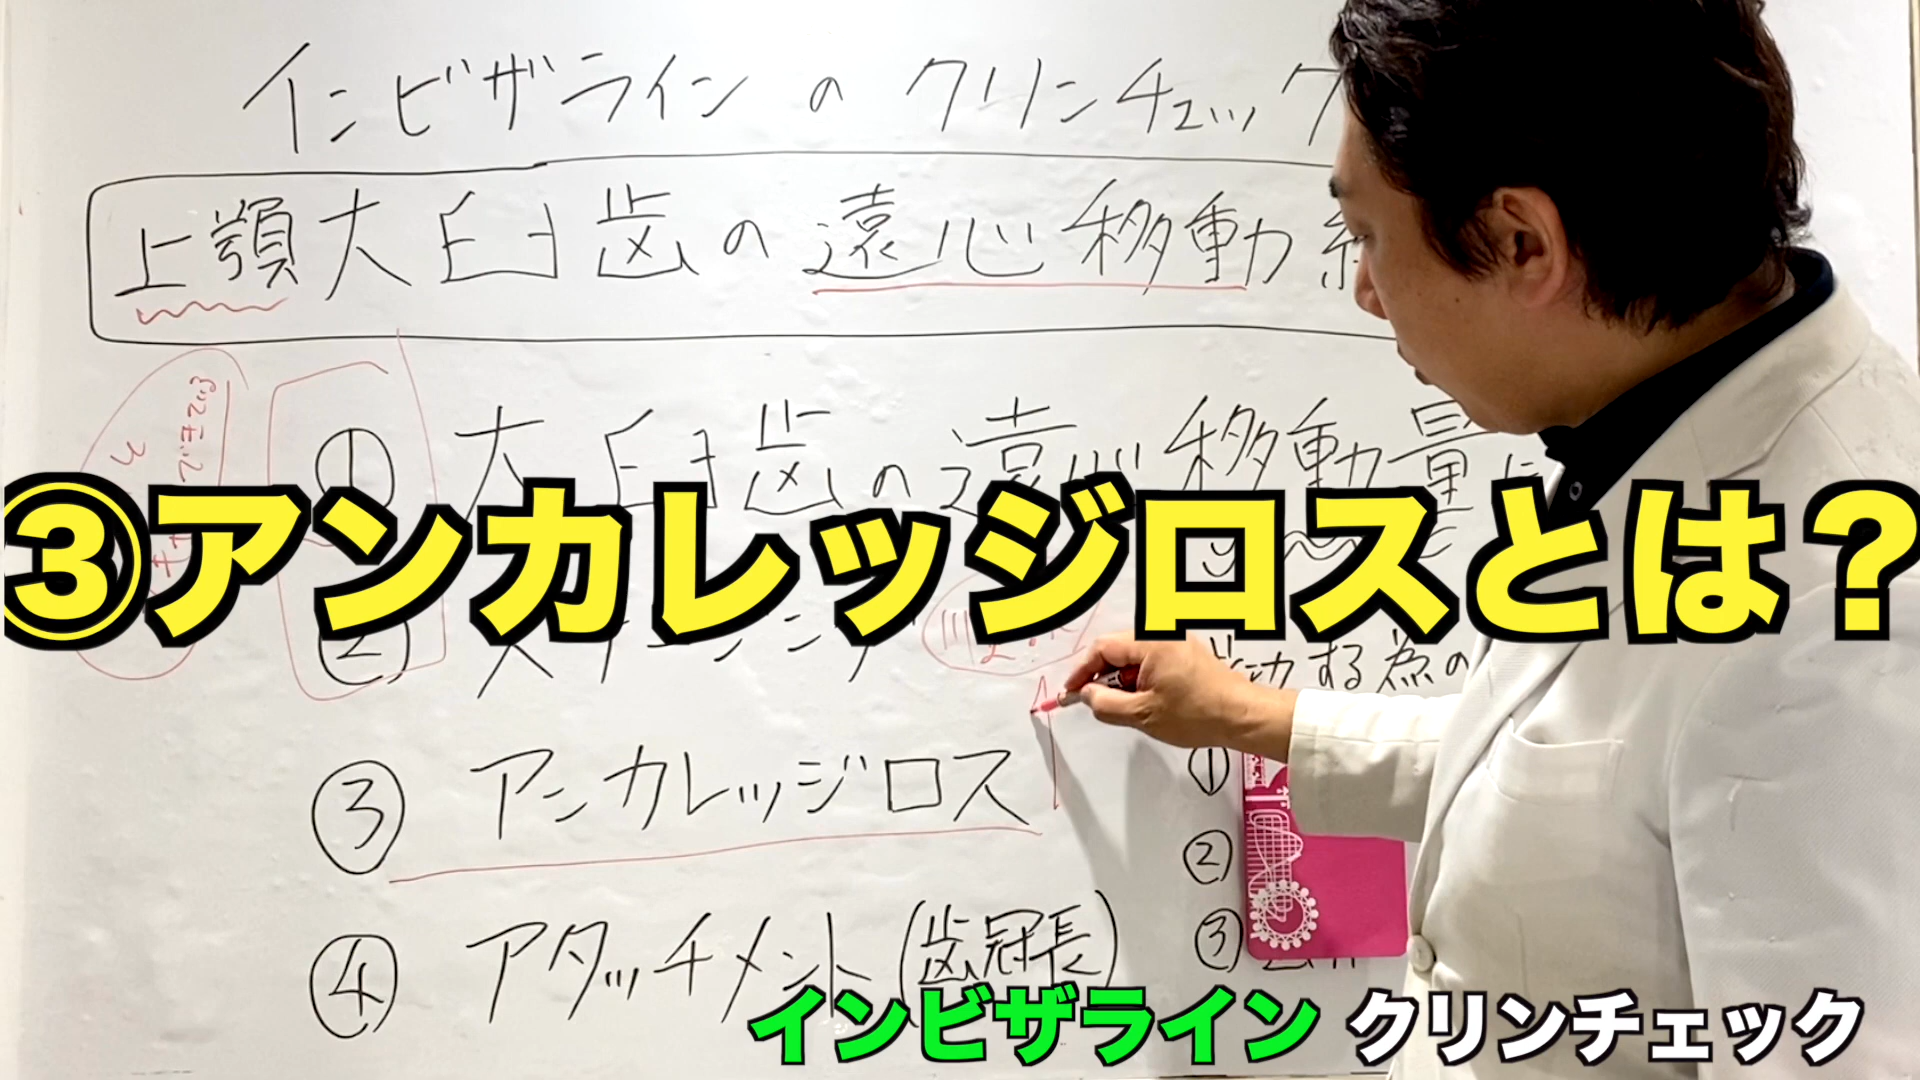 インビザラインのクリンチェック
上顎大臼歯の遠心移動
① 大臼歯の遠心移動量
③アンカレッジロスとは？
②
する為の
③ アンカレッジロス
①
②
④ アタッチメント(歯冠長)
③
インビザライン クリンチェック